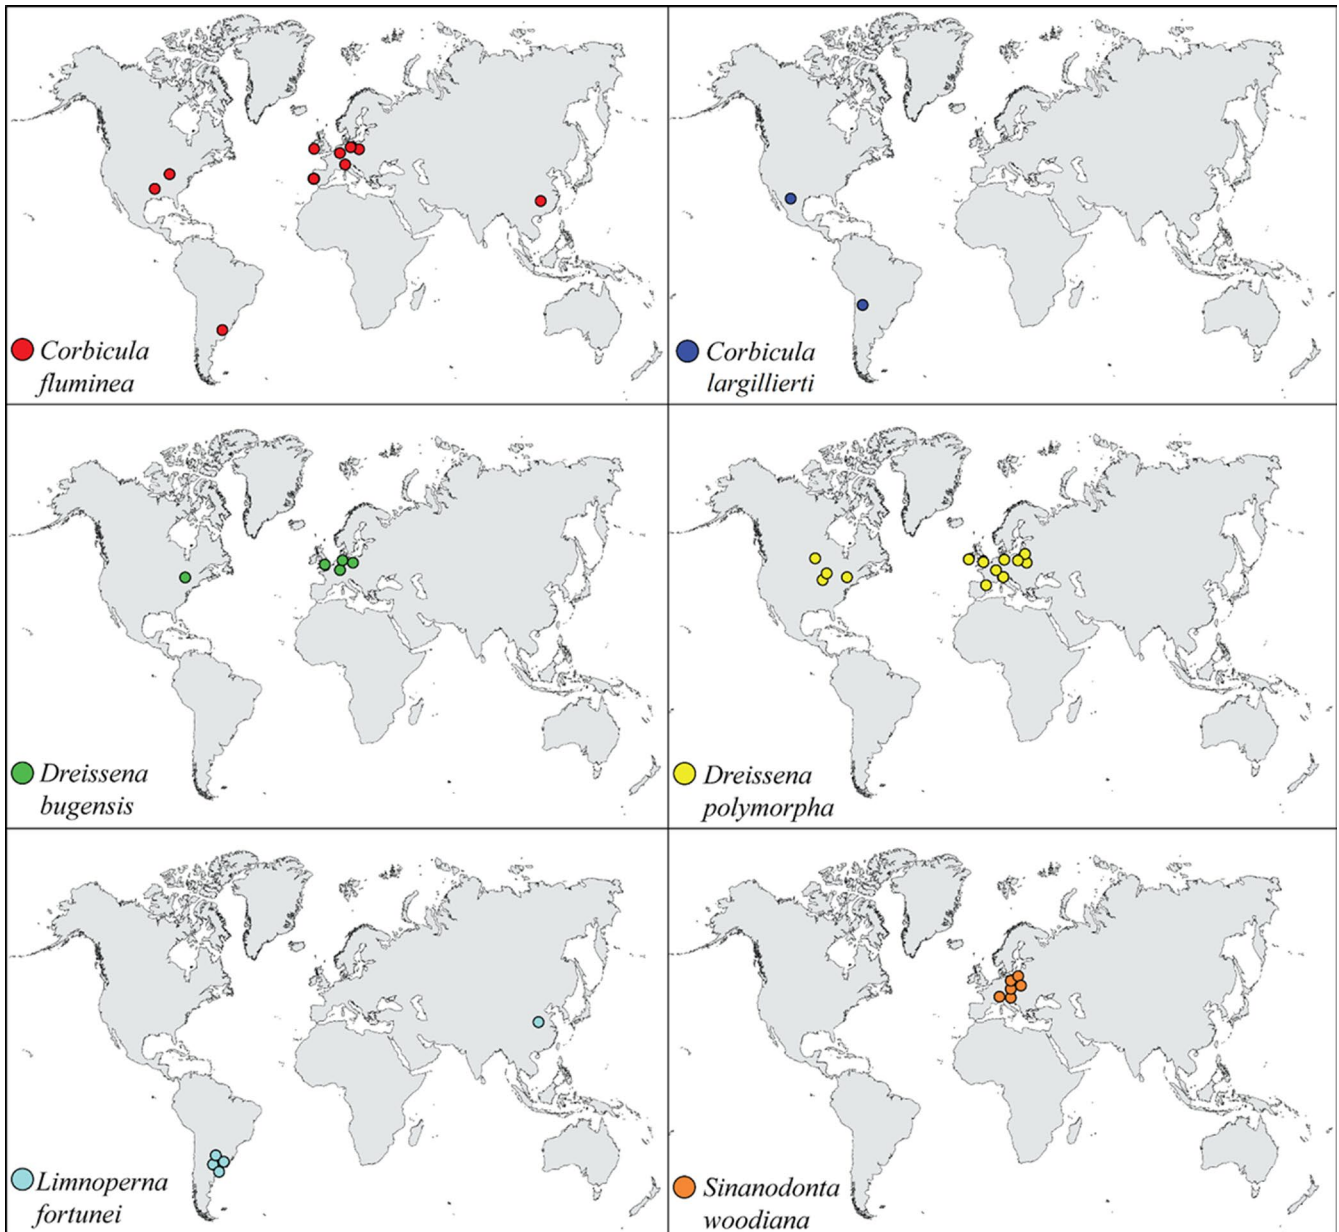 Corbicula
fluminea
Corbicula
largillierti
Dreissena
bugensis
Dreissena
polymorpha
Limnoperna
fortunei
Sinanodonta
woodiana